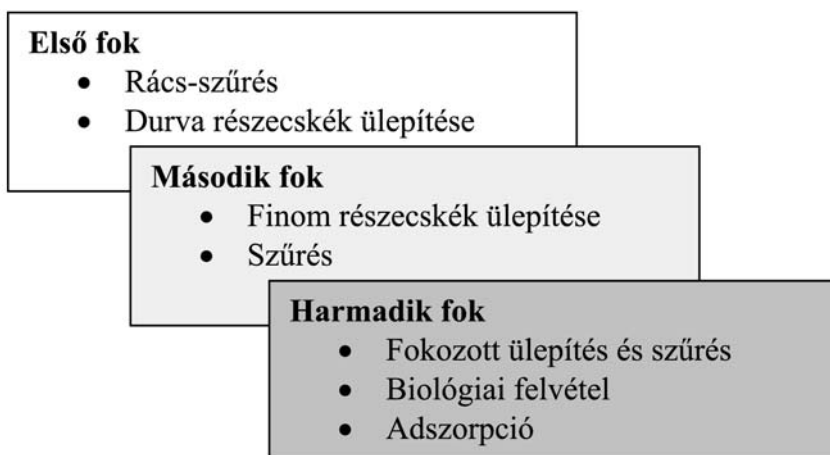 Első fok
• Rács-szűrés
• Durva részecskék ülepítése
Második fok
• Finom részecskék ülepítése
• Szűrés
Harmadik fok
• Fokozott ülepítés és szűrés
• Biológiai felvétel
• Adszorpció